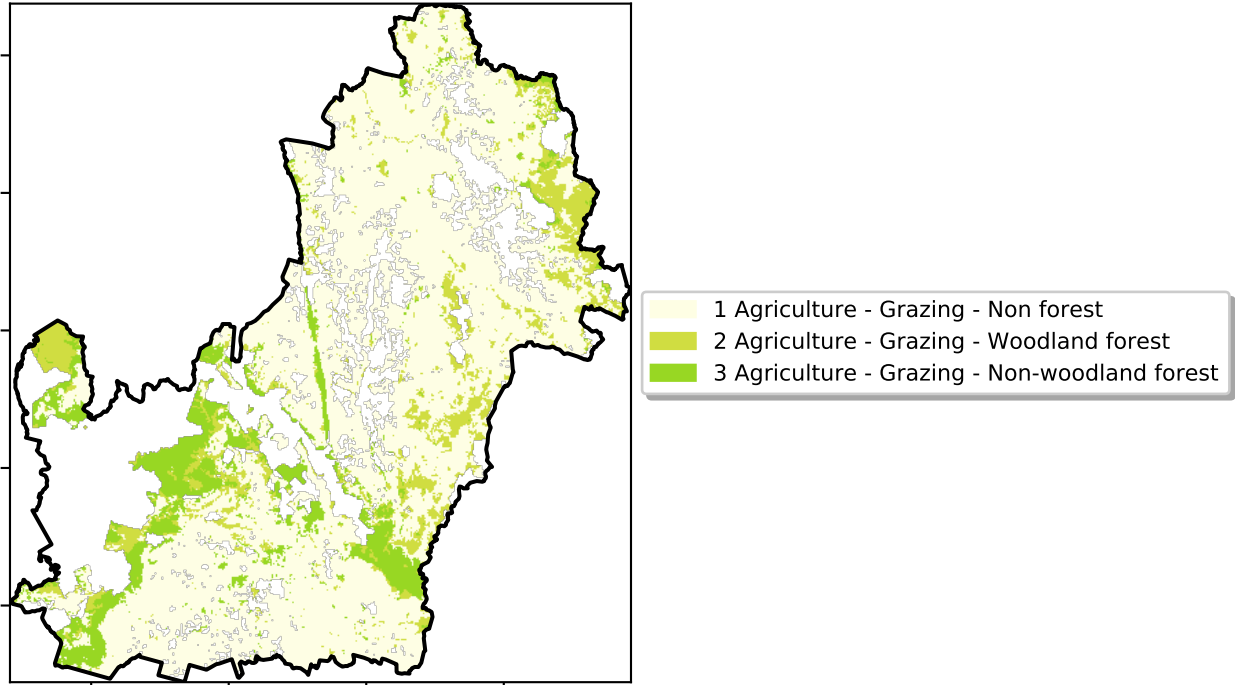 1 Agriculture - Grazing - Non forest
2 Agriculture - Grazing - Woodland forest
3 Agriculture - Grazing - Non-woodland forest